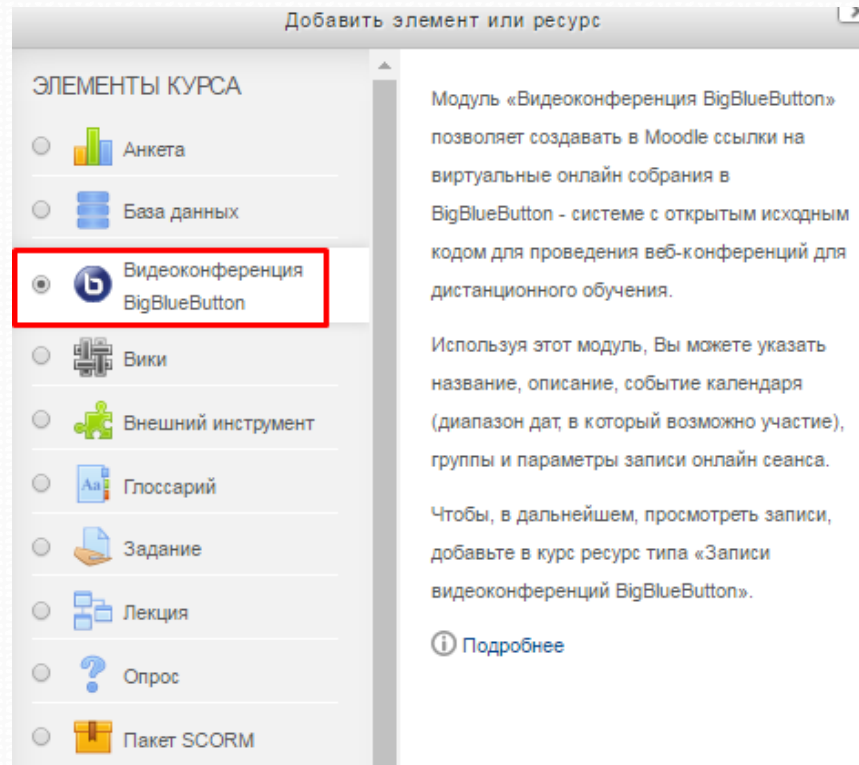 Добавить элемент или ресурс
ЭЛЕМЕНТЫ КУРСА
Анкета
База данных
Видеоконференция
BigBlueButton
Вики
Внешний инструмент
Глоссарий
Задание
Лекция
Опрос
Пакет SCORM
Модуль «Видеоконференция BigBlueButton»
позволяет создавать в Moodle ссылки на
виртуальные онлайн собрания в
BigBlueButton - системе с открытым исходным
кодом для проведения веб-конференций для
дистанционного обучения.
Используя этот модуль, Вы можете указать
название, описание, событие календаря
(диапазон дат, в который возможно участие),
группы и параметры записи онлайн сеанса.
Чтобы, в дальнейшем, просмотреть записи,
добавьте в курс ресурс типа «Записи
видеоконференций BigBlueButton».
Подробнее